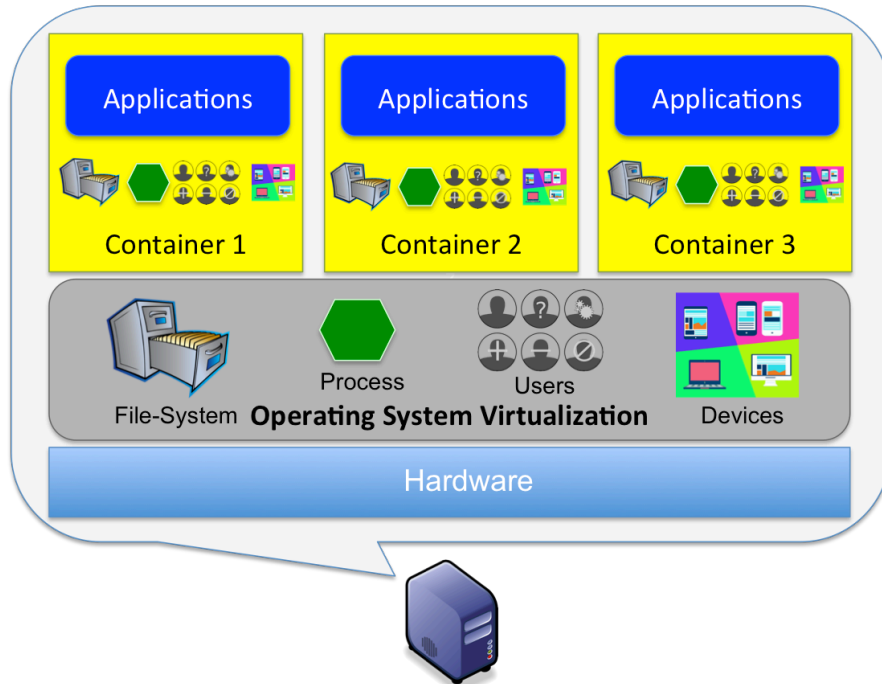 Applications
Applications
Applications
Container 1
Container 2
Container 3
Process
Users
File-System
Operating System Virtualization
Devices
Hardware